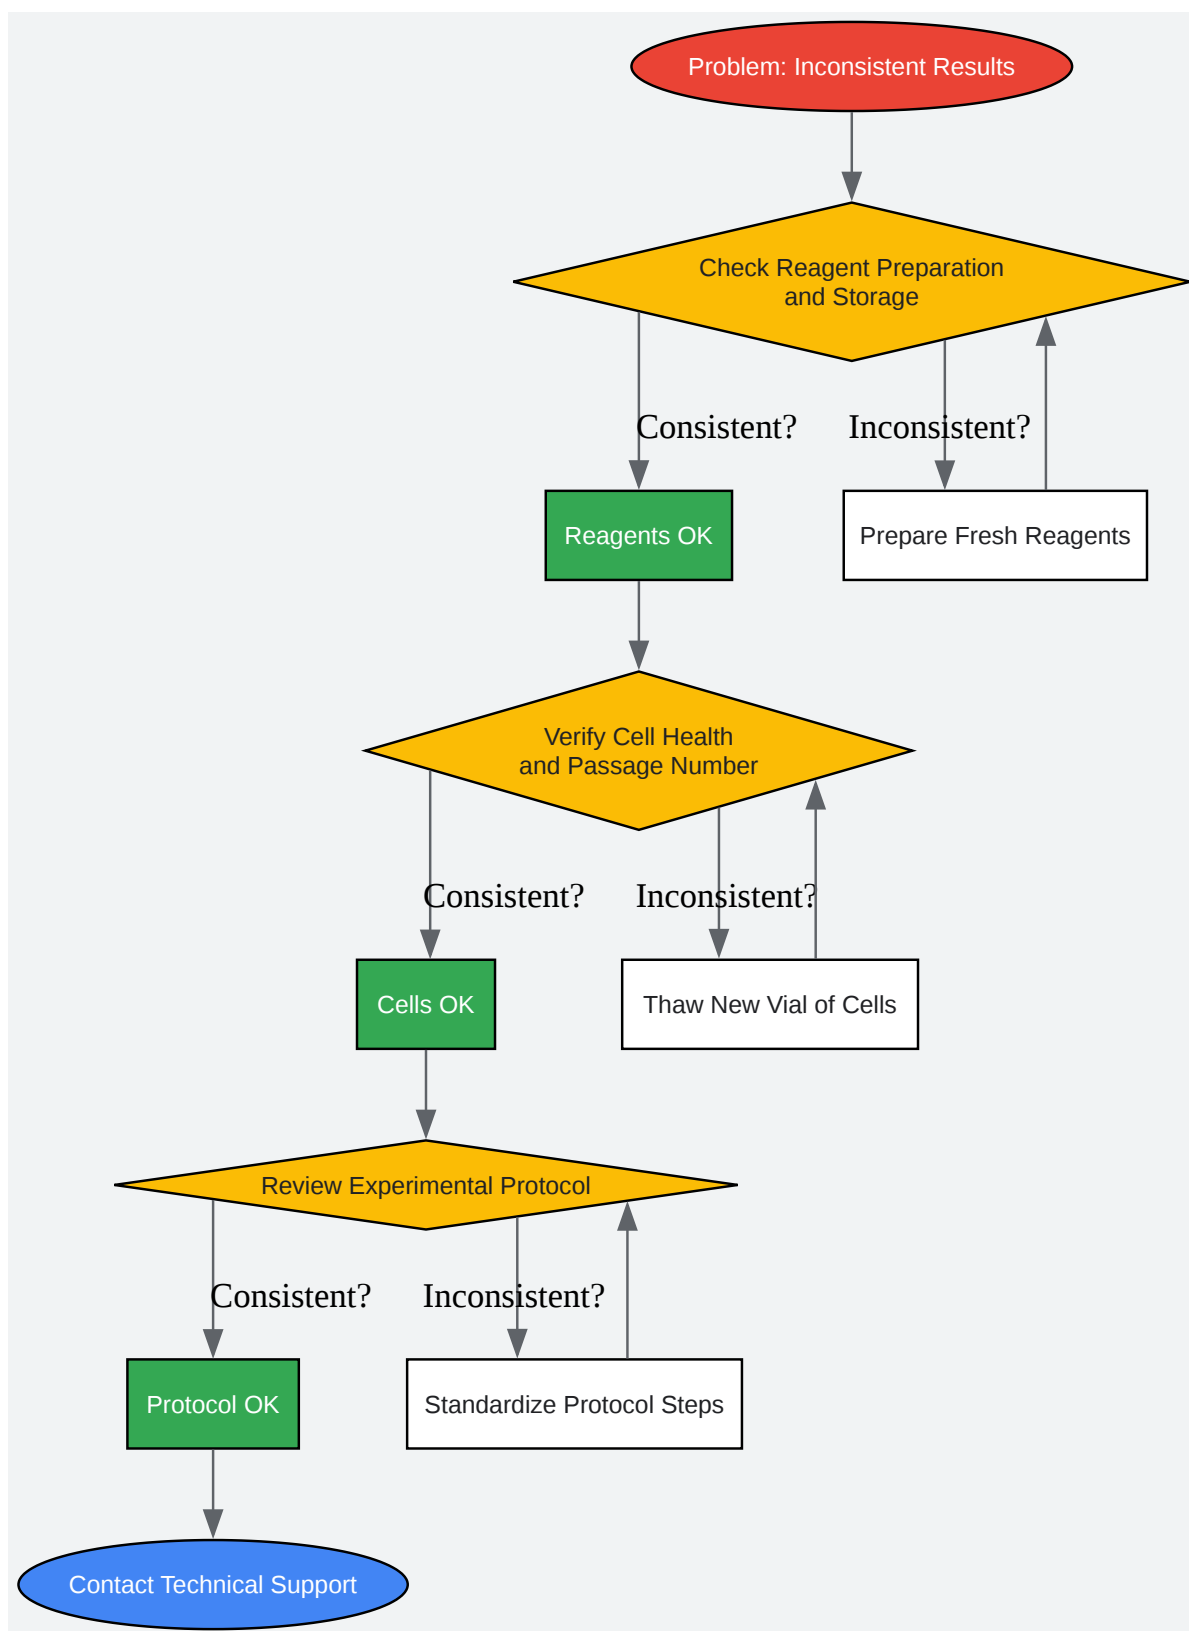 Problem: Inconsistent Results
Check Reagent Preparation
and Storage
Consistent?
Inconsistent?
Reagents OK
Prepare Fresh Reagents
Verify Cell Health
and Passage Number
Consistent?
Inconsistent?
Cells OK
Thaw New Vial of Cells
Review Experimental Protocol
Consistent?
Inconsistent?
Protocol OK
Standardize Protocol Steps
Contact Technical Support